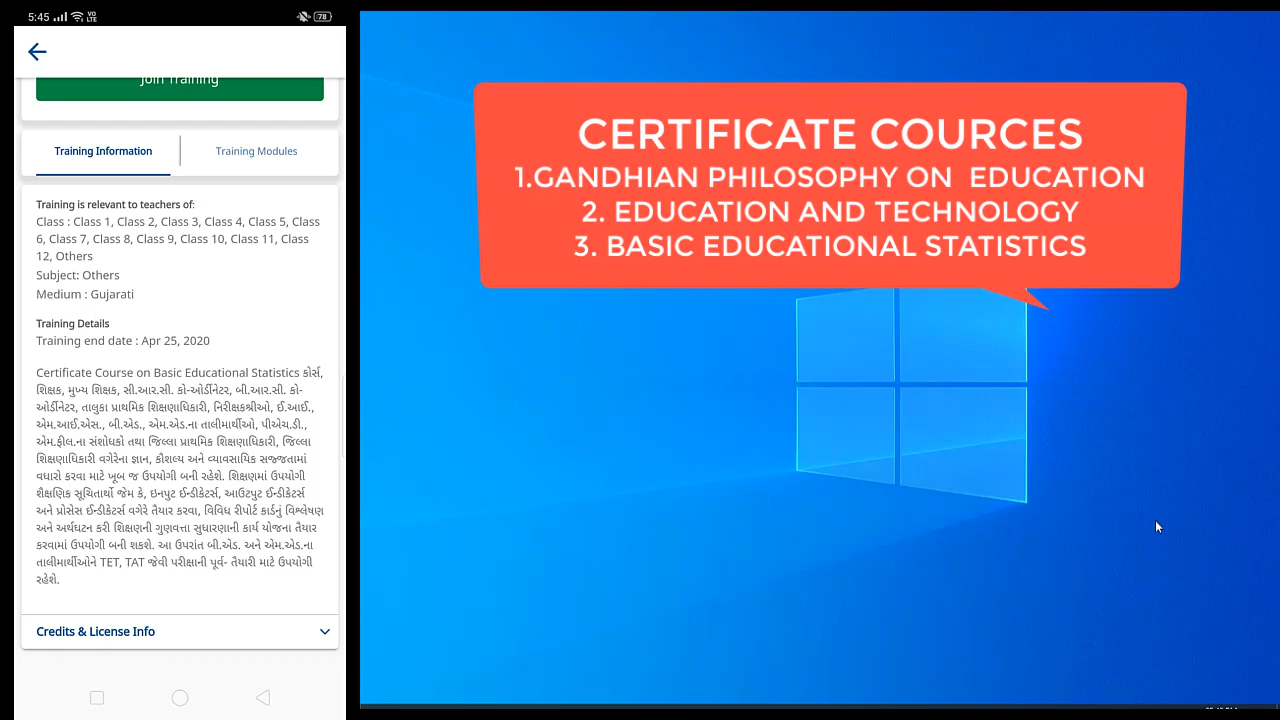 5:45
VO
LTE
78
Join Training
Training Information
Training Modules
Training is relevant to teachers of:
Class : Class 1, Class 2, Class 3, Class 4, Class 5, Class
6, Class 7, Class 8, Class 9, Class 10, Class 11, Class
12, Others
Subject: Others
Medium : Gujarati
Training Details
Training end date : Apr 25, 2020
Certificate Course on Basic Educational Statistics કોર્સ,
શિક્ષક, મુખ્ય શિક્ષક, સી.આર.સી. કો-ઓર્ડીનેટર, બી.આર.સી. કો-
ઓર્ડીનેટર, તાલુકા પ્રાથમિક શિક્ષણાધિકારી, નિરીક્ષકશ્રીઓ, ઈ.આઈ.,
એમ.આઈ.એસ., બી.એડ., એમ.એડ.ના તાલીમાર્થીઓ, પીએચ.ડી.,
એમ.ફીલ.ના સંશોધકો તથા જિલ્લા પ્રાથમિક શિક્ષણાધિકારી, જિલ્લા
શિક્ષણાધિકારી વગેરેના જ્ઞાન, કૌશલ્ય અને વ્યાવસાયિક સજ્જતામાં
વધારો કરવા માટે ખૂબ જ ઉપયોગી બની રહેશે. શિક્ષણમાં ઉપયોગી
શૈક્ષણિક સૂચિતાર્થો જેમ કે, ઇનપુટ ઈન્ડીકેટર્સ, આઉટપુટ ઈન્ડીકેટર્સ
અને પ્રોસેસ ઈન્ડીકેટર્સ વગેરે તૈયાર કરવા, વિવિધ રીપોર્ટ કાર્ડનું વિશ્લેષણ
અને અર્થઘટન કરી શિક્ષણની ગુણવત્તા સુધારણાની કાર્ય યોજના તૈયાર
કરવામાં ઉપયોગી બની શકશે. આ ઉપરાંત બી.એડ. અને એમ.એડ.ના
તાલીમાર્થીઓને TET, TAT જેવી પરીક્ષાની પૂર્વ- તૈયારી માટે ઉપયોગી
રહેશે.
Credits & License Info
CERTIFICATE COURCES
1.GANDHIAN PHILOSOPHY ON EDUCATION
2. EDUCATION AND TECHNOLOGY
3. BASIC EDUCATIONAL STATISTICS